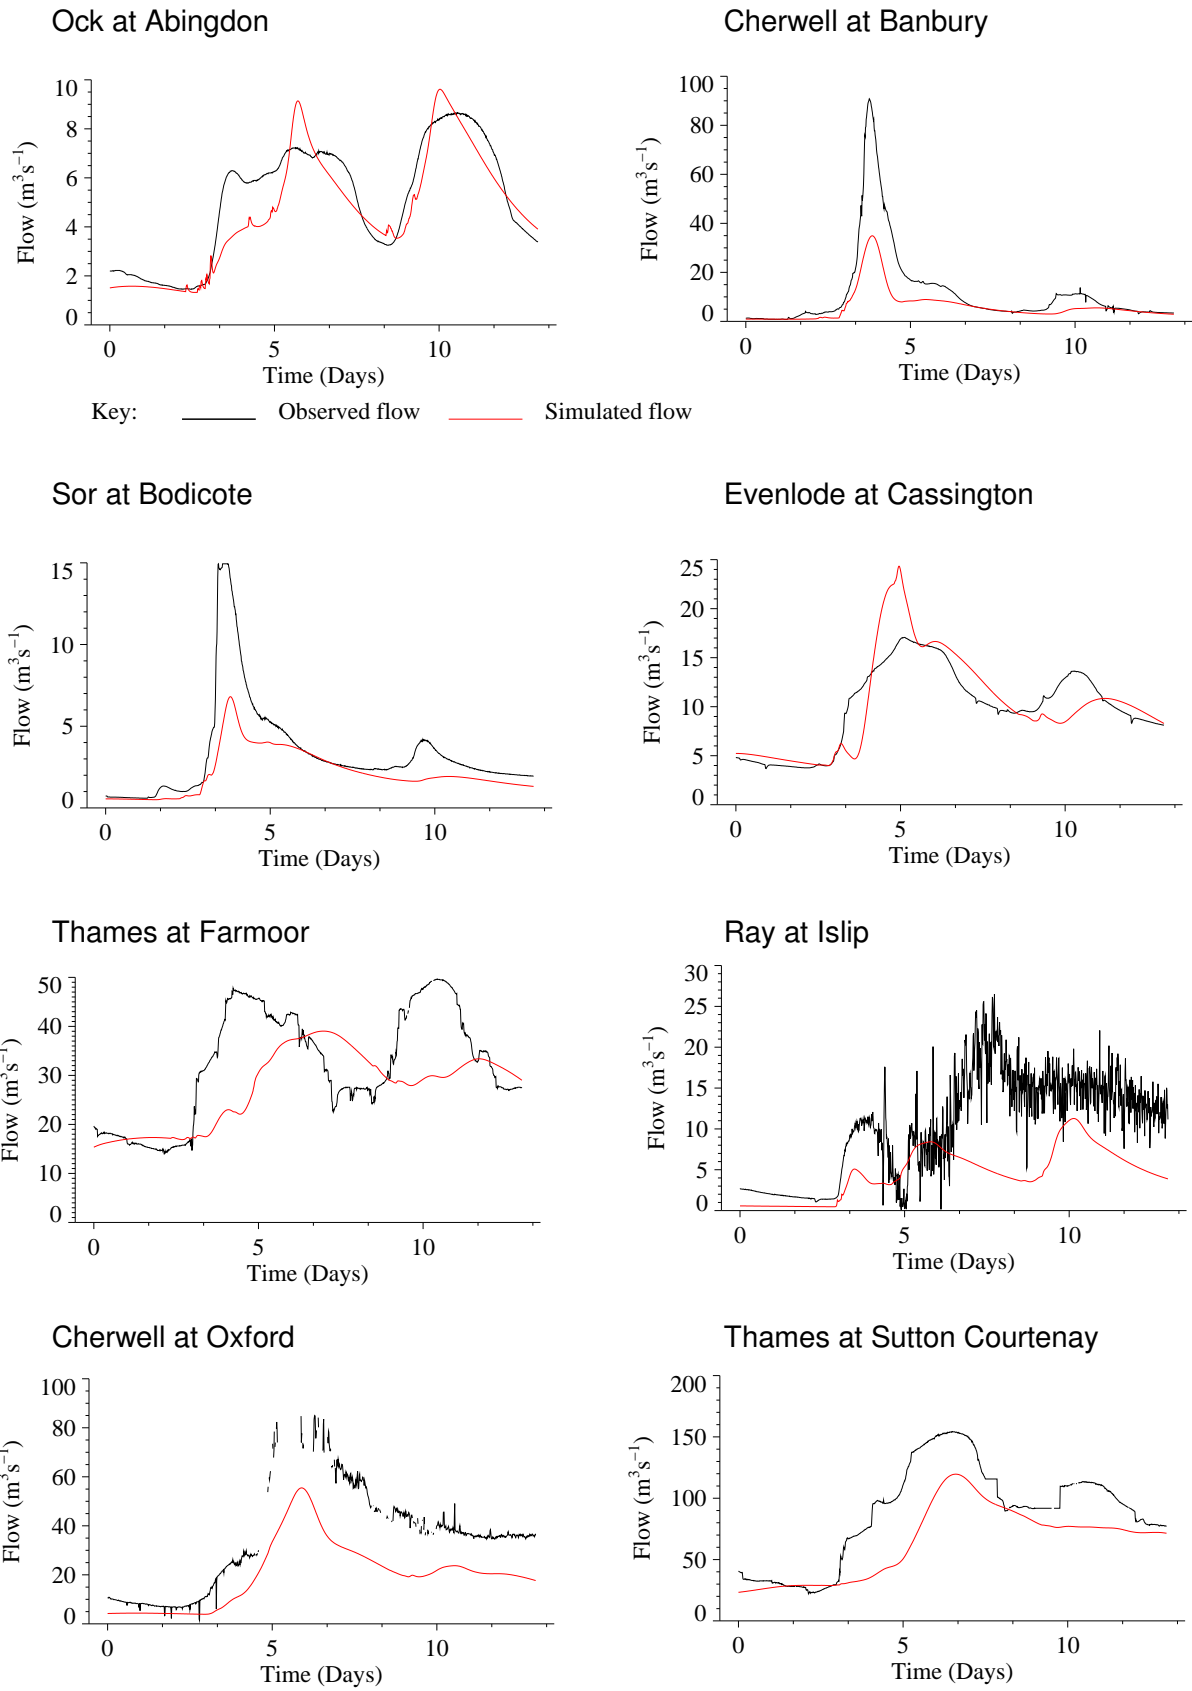 Ock at Abingdon
Cherwell at Banbury
Flow (m³s⁻¹)
10
8
6
4
2
0
0 5 10
Time (Days)
Flow (m³s⁻¹)
100
80
60
40
20
0
0 5 10
Time (Days)
Key: Observed flow Simulated flow
Sor at Bodicote
Evenlode at Cassington
Flow (m³s⁻¹)
15
10
5
0
0 5 10
Time (Days)
Flow (m³s⁻¹)
25
20
15
10
5
0
0 5 10
Time (Days)
Thames at Farmoor
Ray at Islip
Flow (m³s⁻¹)
50
40
30
20
10
0
0 5 10
Time (Days)
Flow (m³s⁻¹)
30
25
20
15
10
5
0
0 5 10
Time (Days)
Cherwell at Oxford
Thames at Sutton Courtenay
Flow (m³s⁻¹)
100
80
60
40
20
0
0 5 10
Time (Days)
Flow (m³s⁻¹)
200
150
100
50
0
0 5 10
Time (Days)